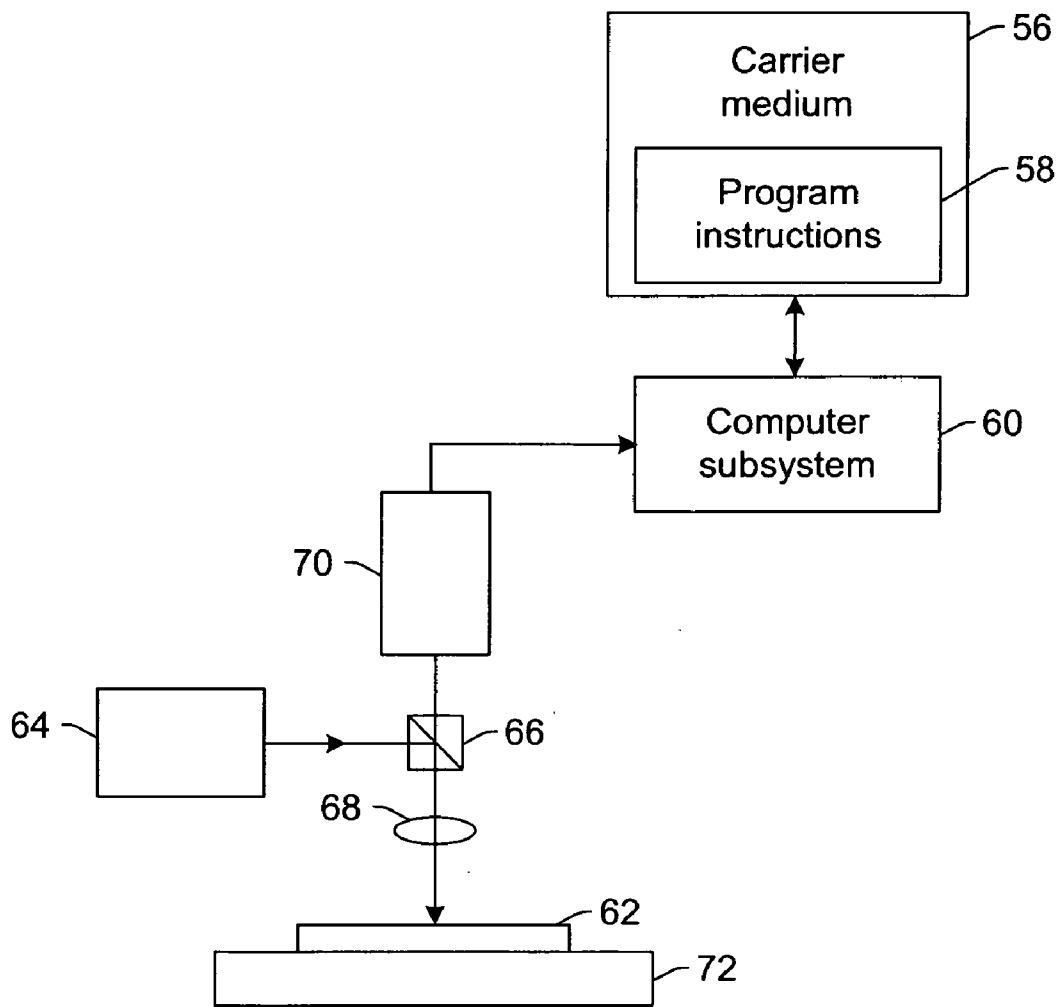 56
Carrier
medium
58
Program
instructions
Computer
subsystem
60
70
64
66
68
62
72